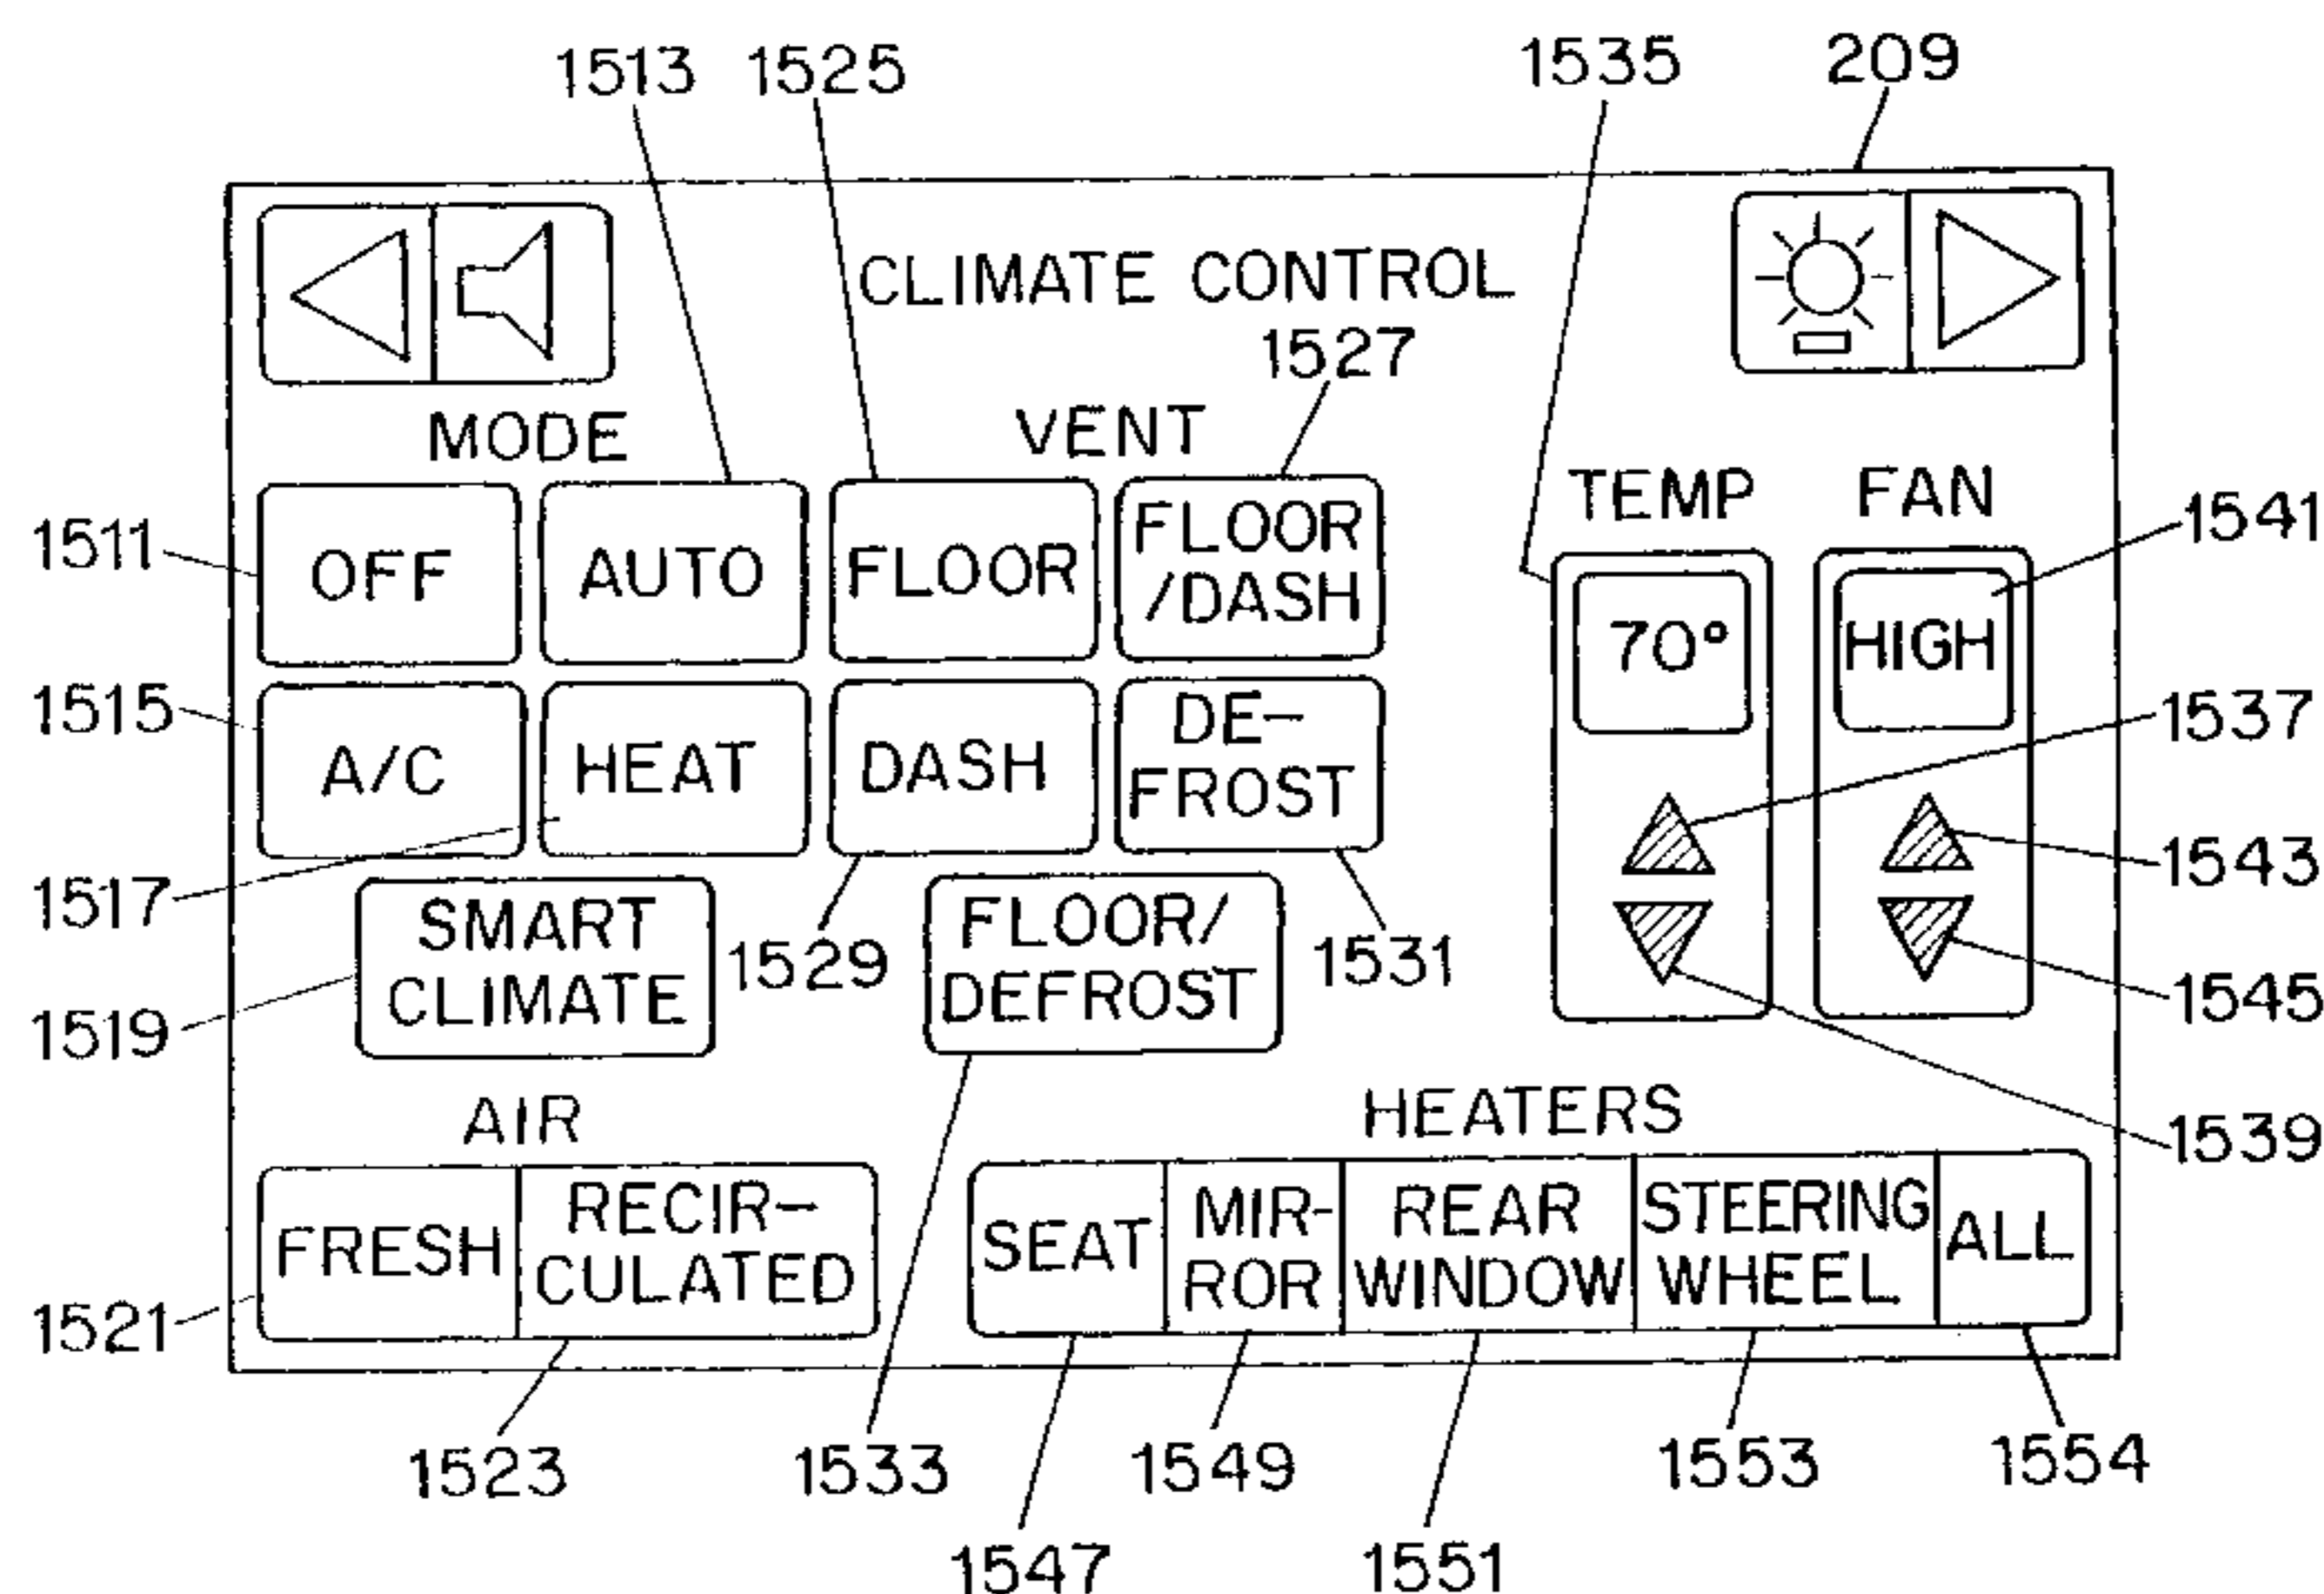 1513 1525 1535 209
CLIMATE CONTROL
1527
MODE VENT
TEMP FAN
1541
1511
OFF AUTO FLOOR FLOOR
/DASH
70° HIGH
1515
1537
A/C HEAT DASH DE-
FROST
1543
1517
SMART
CLIMATE
1529
FLOOR/
DEFROST
1531
1545
1519
AIR HEATERS
1539
FRESH RECIR-
CULATED
SEAT MIR-
ROR
REAR
WINDOW
STEERING
WHEEL
ALL
1521
1523 1533 1549 1553 1554
1547 1551